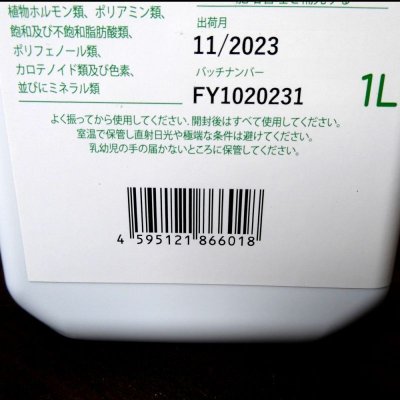 植物ホルモン類、ポリアミン類、
飽和及び不飽和脂肪酸類、
ポリフェノール類、
カロテノイド類及び色素、
並びにミネラル類
出荷月
11/2023
バッチナンバー
FY1020231
1L
よく振ってから使用してください。開封後はすべて使用してください。
室温で保管し直射日光や極端な条件は避けてください。
乳幼児の手の届かないところに保管してください。
4 595121 866018